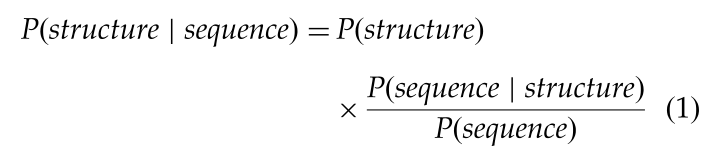 P(structure | sequence) = P(structure)
× P(sequence | structure) / P(sequence) (1)